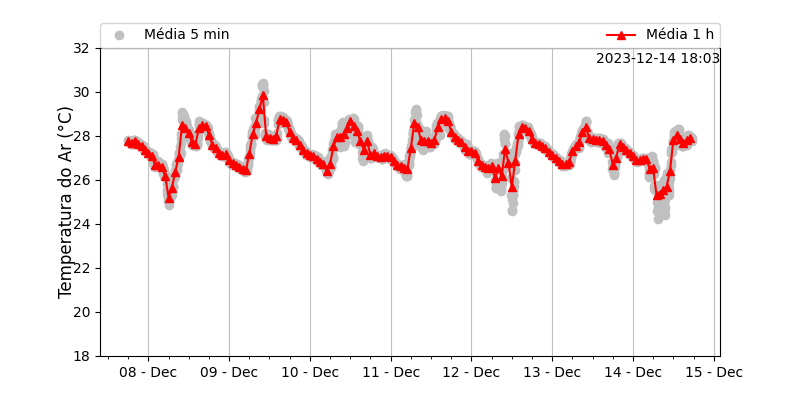 Média 5 min
Média 1 h
2023-12-14 18:03
Temperatura do Ar (°C)
32
30
28
26
24
22
20
18
08 - Dec
09 - Dec
10 - Dec
11 - Dec
12 - Dec
13 - Dec
14 - Dec
15 - Dec